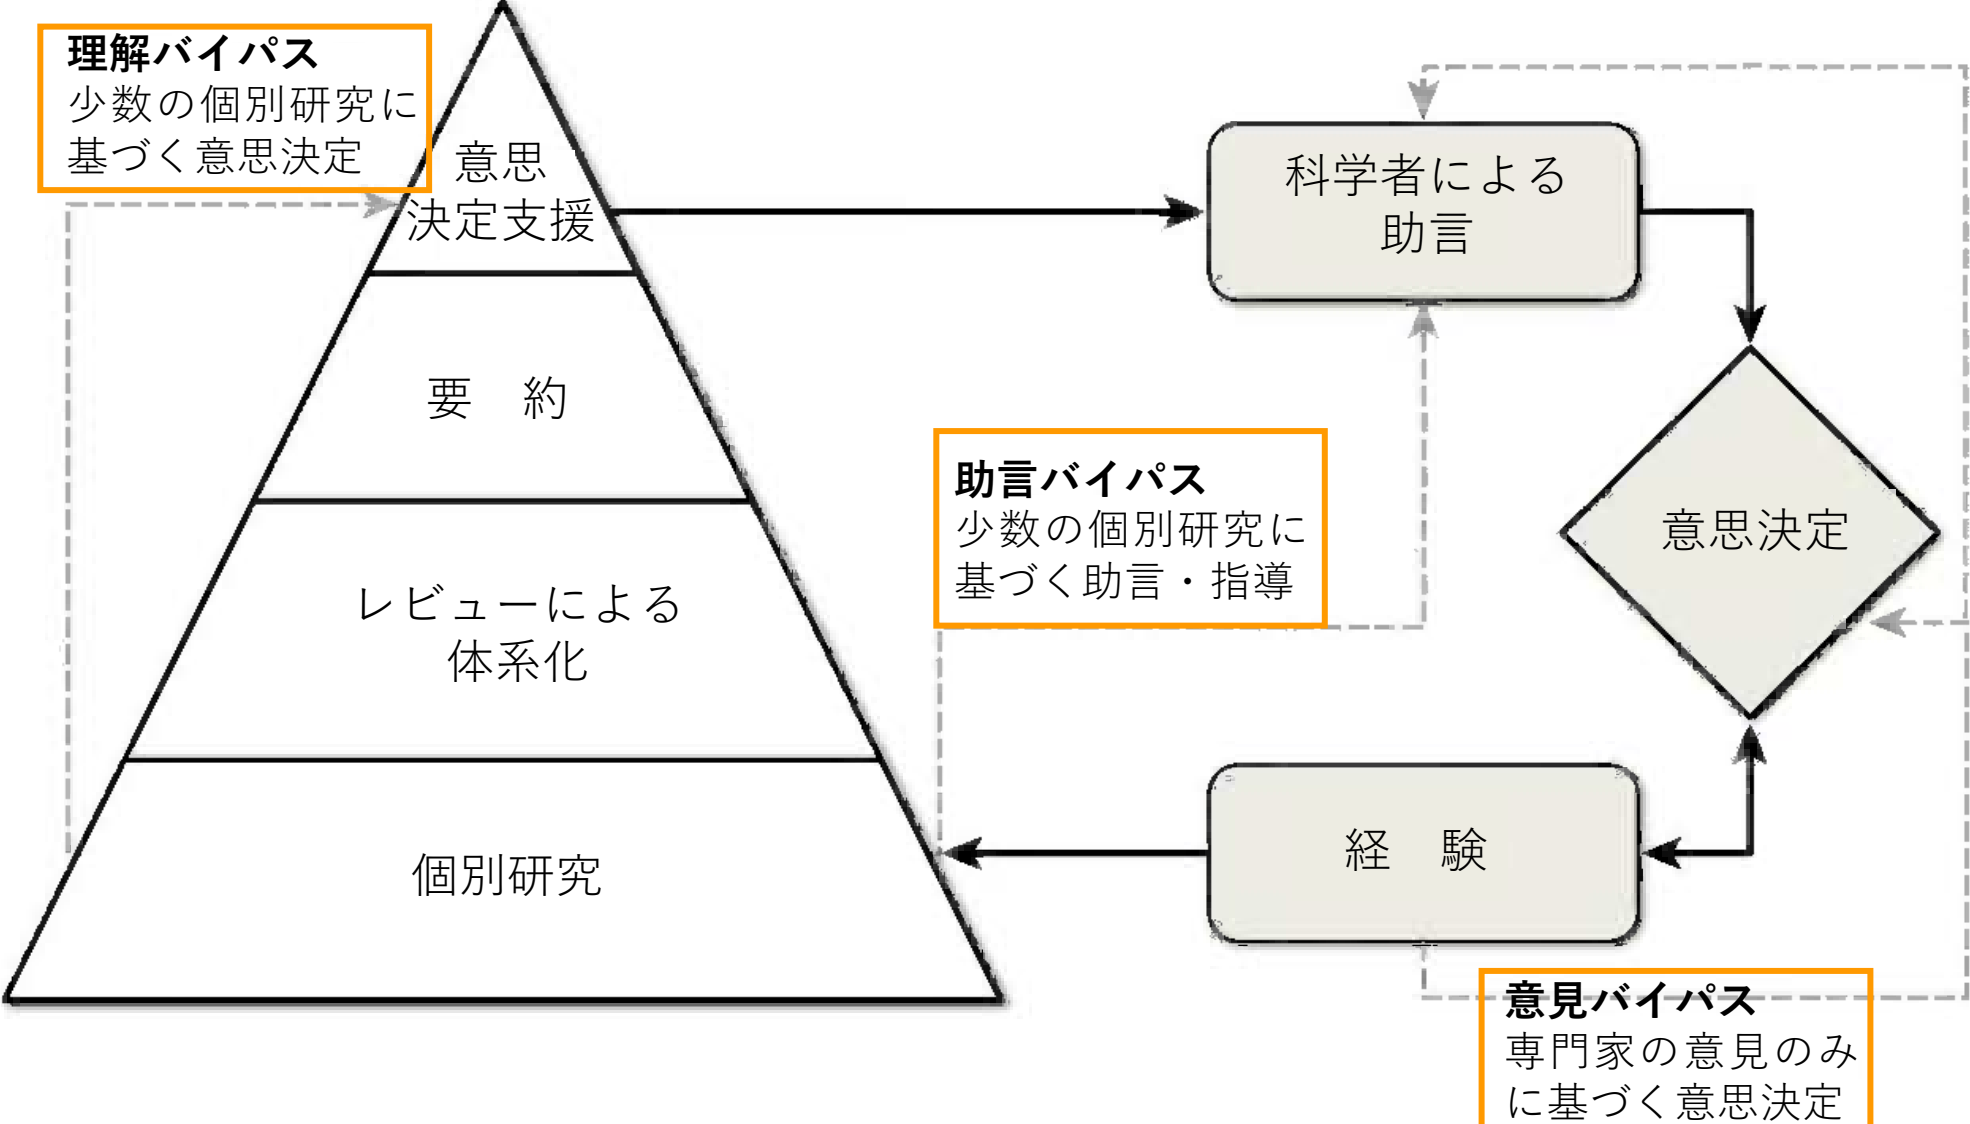 理解バイパス
少数の個別研究に
基づく意思決定
意思
決定支援
要　約
レビューによる
体系化
個別研究
科学者による
助言
助言バイパス
少数の個別研究に
基づく助言・指導
意思決定
経　験
意見バイパス
専門家の意見のみ
に基づく意思決定